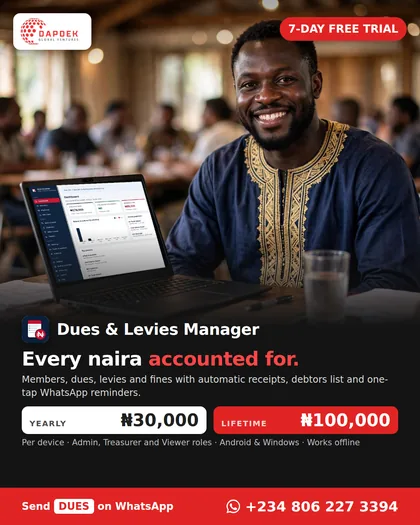 DAPDEK
GLOBAL VENTURES
7-DAY FREE TRIAL
Dues & Levies Manager
Every naira accounted for.
Members, dues, levies and fines with automatic receipts, debtors list and one-
tap WhatsApp reminders.
YEARLY ₦30,000
LIFETIME ₦100,000
Per device · Admin, Treasurer and Viewer roles · Android & Windows · Works offline
Send DUES on WhatsApp
+234 806 227 3394